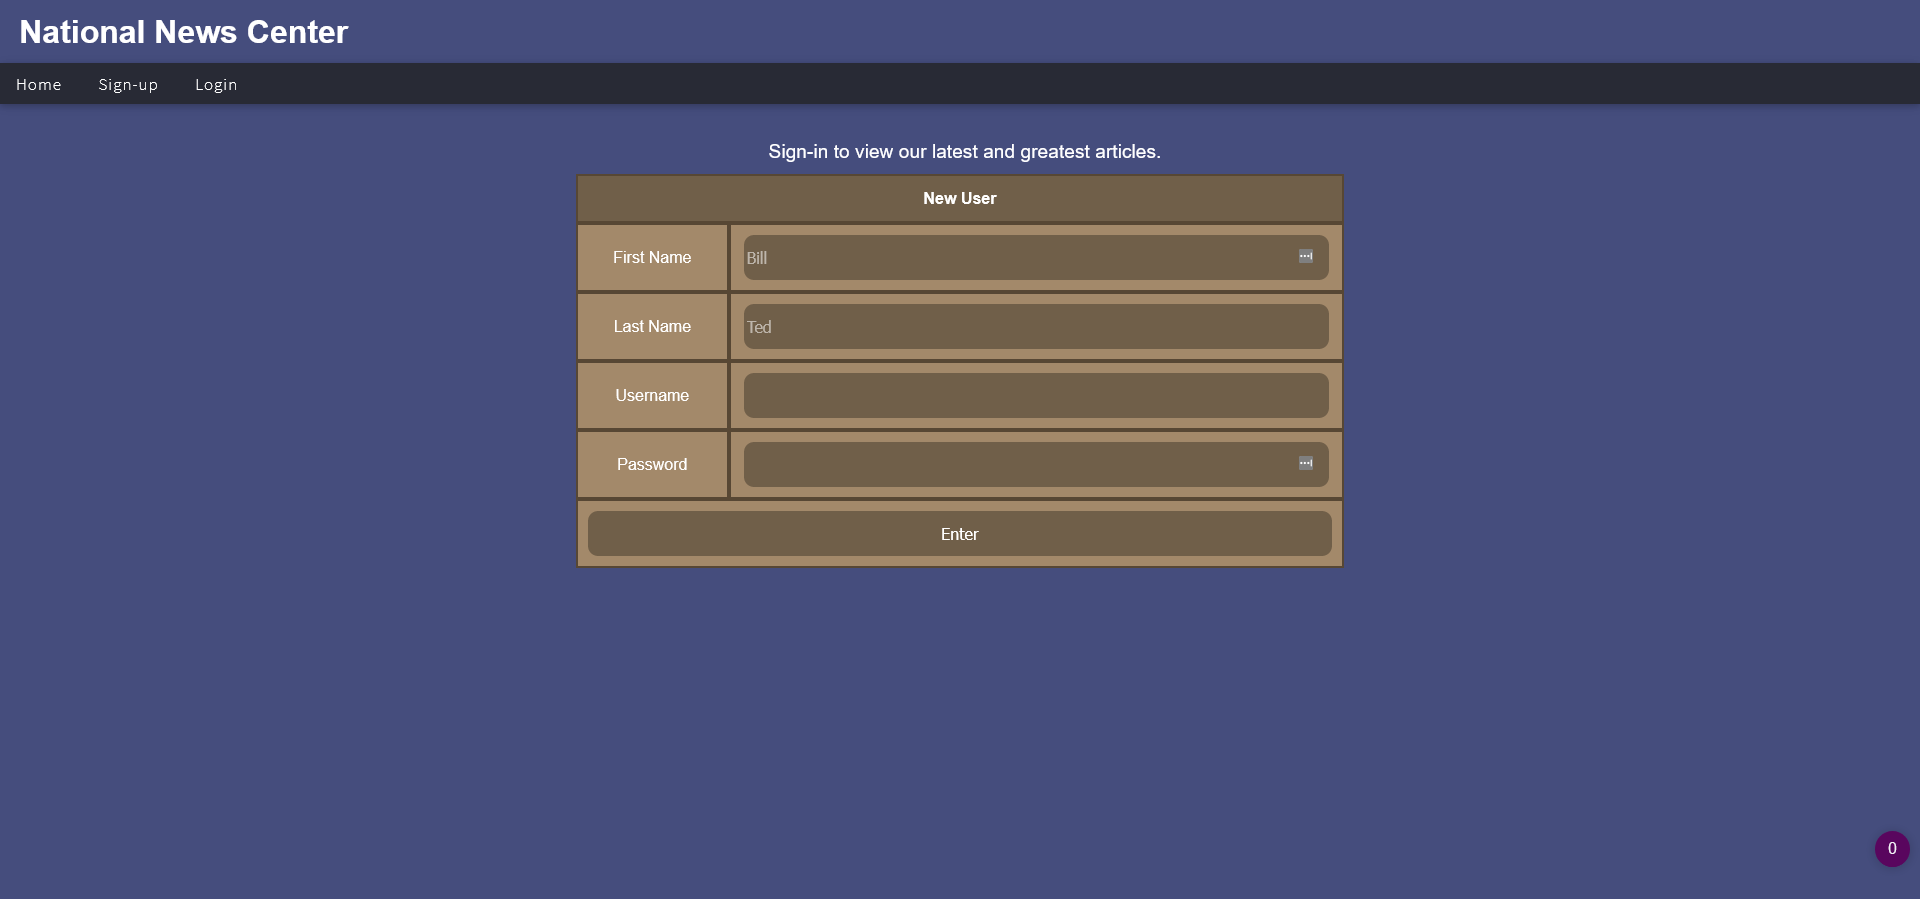 National News Center
Home Sign-up Login
Sign-in to view our latest and greatest articles.
New User
First Name Bill
Last Name Ted
Username
Password
Enter
0